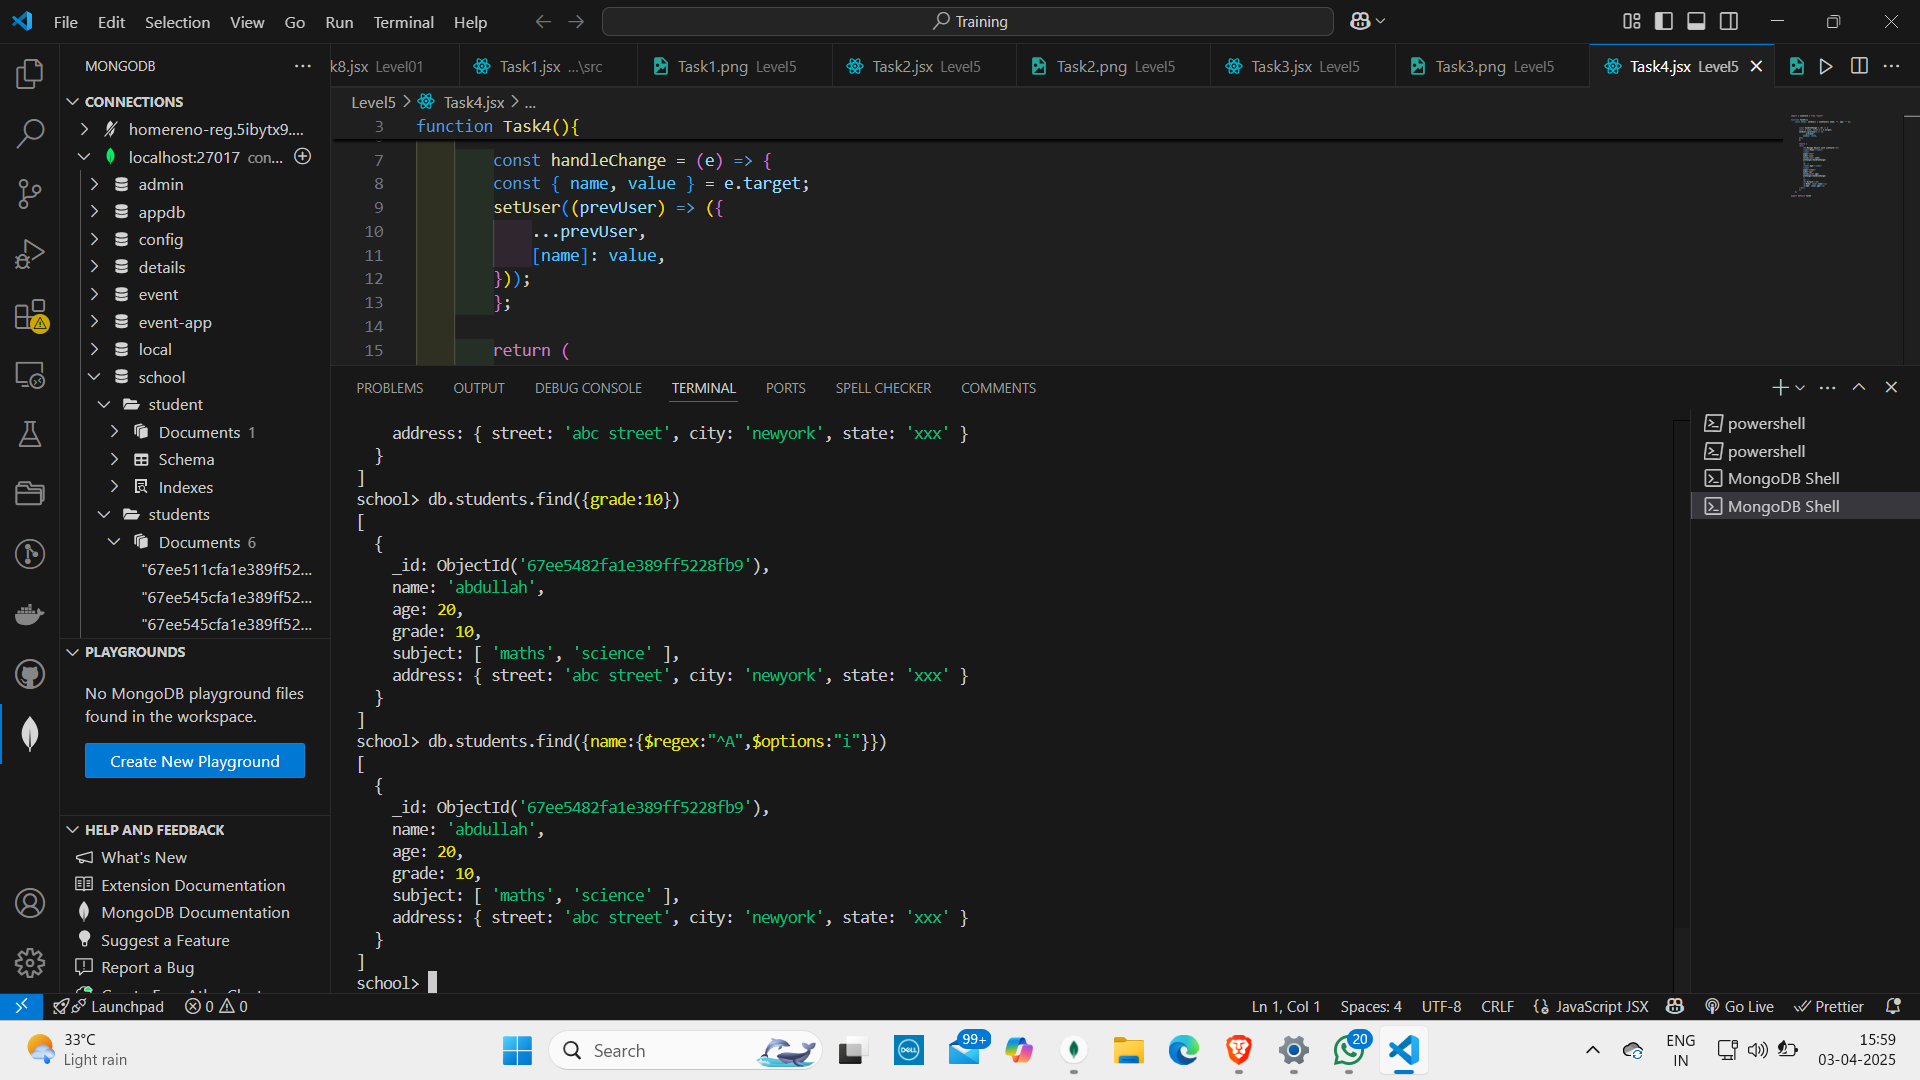 File Edit Selection View Go Run Terminal Help
Training
MONGODB
k8.jsx Level01
Task1.jsx ...\src
Task1.png Level5
Task2.jsx Level5
Task2.png Level5
Task3.jsx Level5
Task3.png Level5
Task4.jsx Level5
CONNECTIONS
homereno-reg.5ibytx9....
localhost:27017 con...
admin
appdb
config
details
event
event-app
local
school
student
Documents 1
Schema
Indexes
students
Documents 6
"67ee511cfa1e389ff52...
"67ee545cfa1e389ff52...
"67ee545cfa1e389ff52...
PLAYGROUNDS
No MongoDB playground files
found in the workspace.
Create New Playground
HELP AND FEEDBACK
What's New
Extension Documentation
MongoDB Documentation
Suggest a Feature
Report a Bug
Level5 > Task4.jsx > ...
3 function Task4(){
7 const handleChange = (e) => {
8 const { name, value } = e.target;
9 setUser((prevUser) => ({
10 ...prevUser,
11 [name]: value,
12 }));
13 };
14
15 return (
PROBLEMS OUTPUT DEBUG CONSOLE TERMINAL PORTS SPELL CHECKER COMMENTS
address: { street: 'abc street', city: 'newyork', state: 'xxx' }
}
]
school> db.students.find({grade:10})
[
{
_id: ObjectId('67ee5482fa1e389ff5228fb9'),
name: 'abdullah',
age: 20,
grade: 10,
subject: [ 'maths', 'science' ],
address: { street: 'abc street', city: 'newyork', state: 'xxx' }
}
]
school> db.students.find({name:{$regex:"^A",$options:"i"}})
[
{
_id: ObjectId('67ee5482fa1e389ff5228fb9'),
name: 'abdullah',
age: 20,
grade: 10,
subject: [ 'maths', 'science' ],
address: { street: 'abc street', city: 'newyork', state: 'xxx' }
}
]
school>
powershell
powershell
MongoDB Shell
MongoDB Shell
Launchpad 0 0
Ln 1, Col 1 Spaces: 4 UTF-8 CRLF {} JavaScript JSX Go Live Prettier
33°C
Light rain
Search
DELL
99+
20
ENG
IN
15:59
03-04-2025